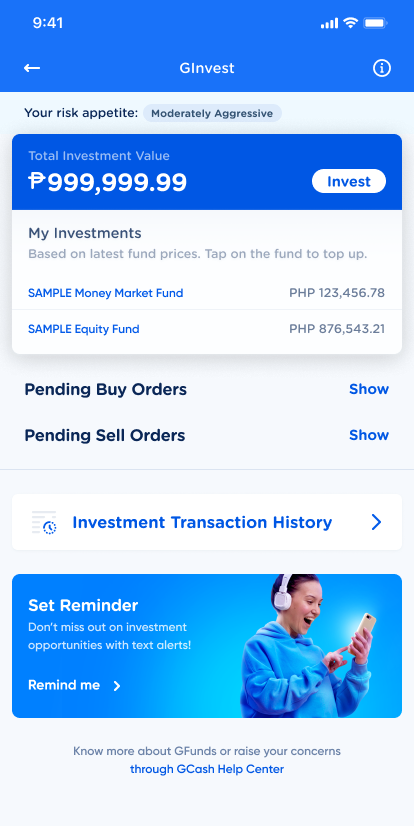 9:41
GInvest
Your risk appetite: Moderately Aggressive
Total Investment Value
₱999,999.99
Invest
My Investments
Based on latest fund prices. Tap on the fund to top up.
SAMPLE Money Market Fund PHP 123,456.78
SAMPLE Equity Fund PHP 876,543.21
Pending Buy Orders Show
Pending Sell Orders Show
Investment Transaction History
Set Reminder
Don't miss out on investment
opportunities with text alerts!
Remind me
Know more about GFunds or raise your concerns
through GCash Help Center